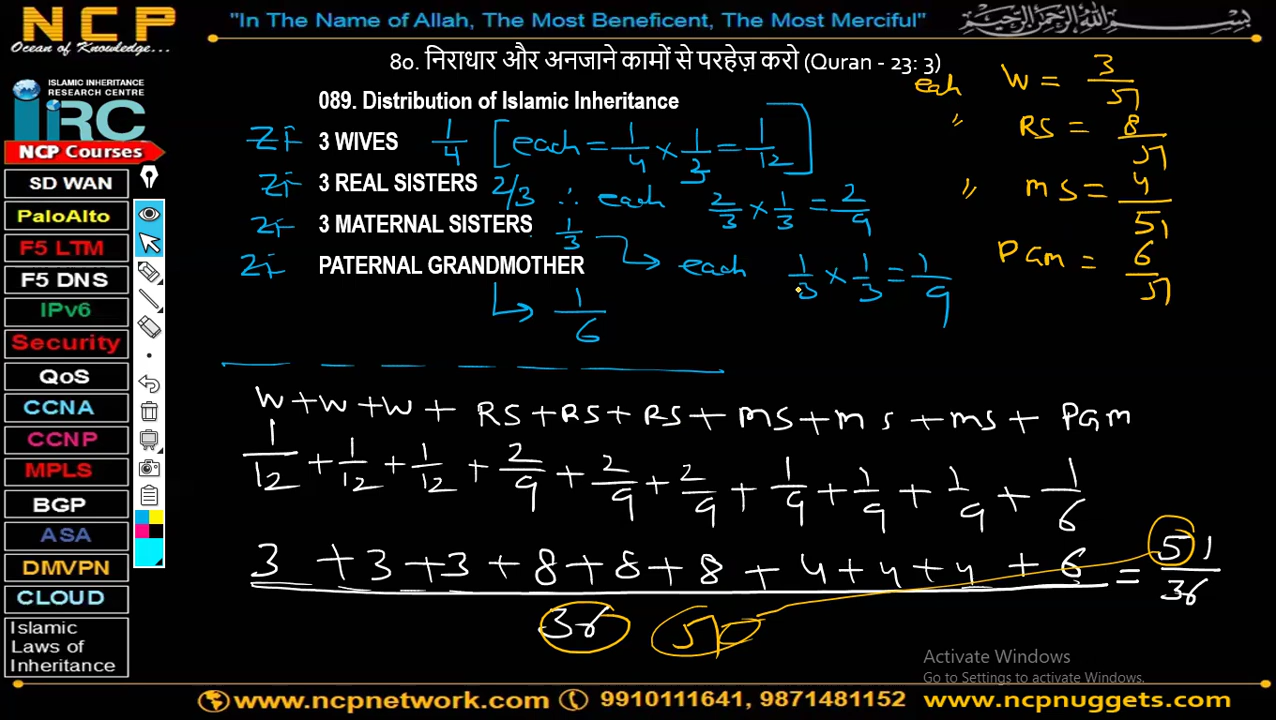 NCP
Ocean of Knowledge...
"In The Name of Allah, The Most Beneficent, The Most Merciful"
بِسْمِ اللهِ الرَّحْمٰنِ الرَّحِيْمِ
80. निराधार और अनजाने कामों से परहेज़ करो (Quran - 23: 3)
ISLAMIC INHERITANCE
RESEARCH CENTRE
IRC
NCP Courses
SD WAN
PaloAlto
F5 LTM
F5 DNS
IPv6
Security
QoS
CCNA
CCNP
MPLS
BGP
ASA
DMVPN
CLOUD
Islamic
Laws of
Inheritance
089. Distribution of Islamic Inheritance
ZF 3 WIVES 1/4 [each = 1/4 × 1/3 = 1/12]
ZF 3 REAL SISTERS 2/3 ∴ each 2/3 × 1/3 = 2/9
ZF 3 MATERNAL SISTERS 1/3
each 1/3 × 1/3 = 1/9
ZF PATERNAL GRANDMOTHER
1/6
each W = 3/51
" RS = 8/51
" MS = 4/51
PGM = 6/51
W + W + W + RS + RS + RS + MS + MS + MS + PGM
1/12 + 1/12 + 1/12 + 2/9 + 2/9 + 2/9 + 1/9 + 1/9 + 1/9 + 1/6
3 + 3 + 3 + 8 + 8 + 8 + 4 + 4 + 4 + 6 = 51/36
36
Activate Windows
Go to Settings to activate Windows.
www.ncpnetwork.com
9910111641, 9871481152
www.ncpnuggets.com